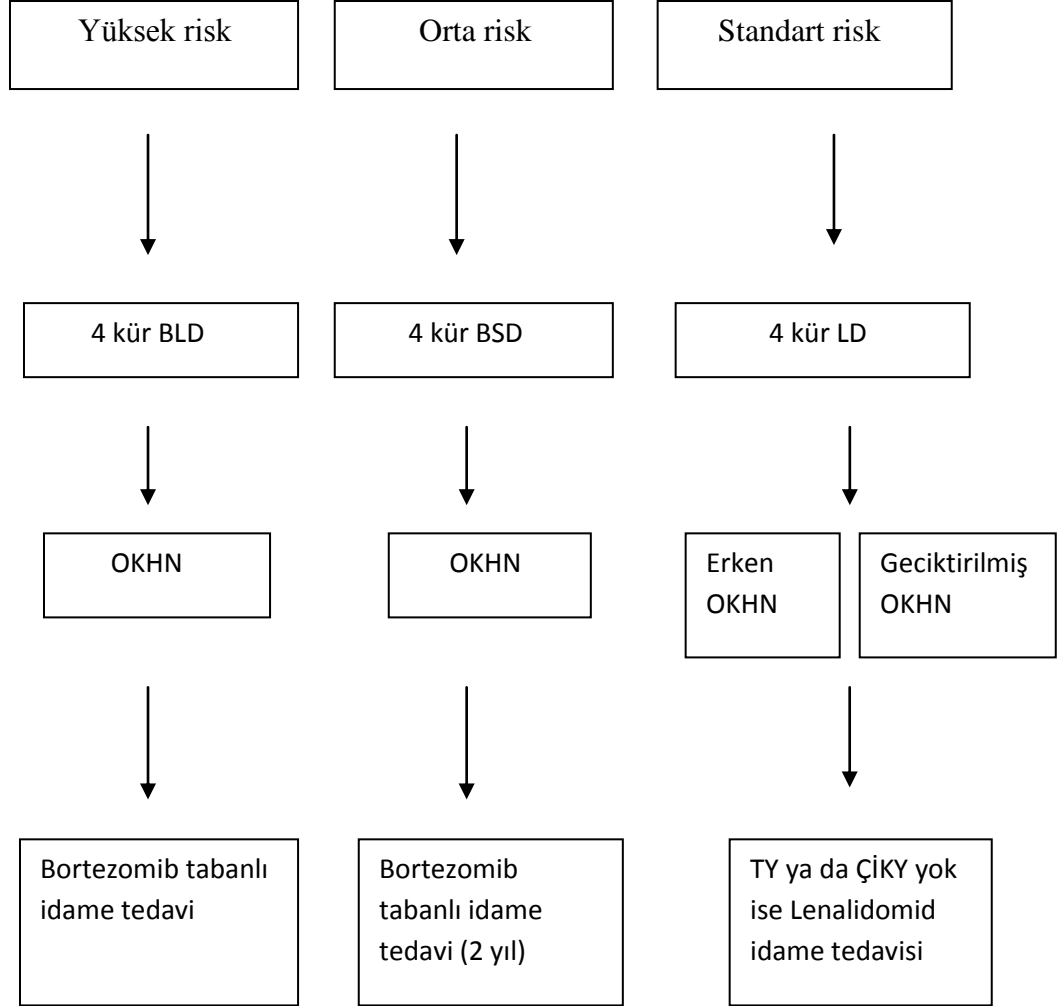 Yüksek risk
Orta risk
Standart risk
4 kür BLD
4 kür BSD
4 kür LD
OKHN
OKHN
Erken
OKHN
Geciktirilmiş
OKHN
Bortezomib tabanlı
idame tedavi
Bortezomib
tabanlı idame
tedavi (2 yıl)
TY ya da ÇİKY yok
ise Lenalidomid
idame tedavisi